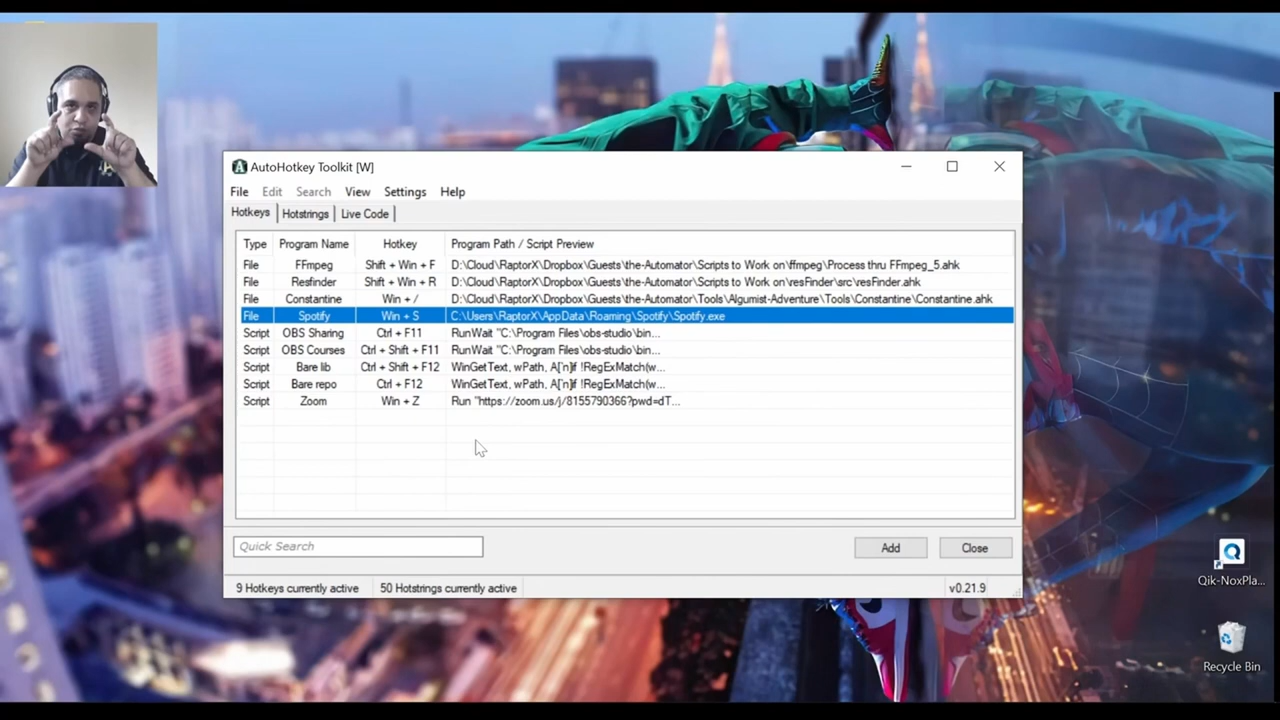 AutoHotkey Toolkit [W]
File Edit Search View Settings Help
Hotkeys Hotstrings Live Code
Type Program Name Hotkey Program Path / Script Preview
File FFmpeg Shift + Win + F D:\Cloud\RaptorX\Dropbox\Guests\the-Automator\Scripts to Work on\ffmpeg\Process thru FFmpeg_5.ahk
File Resfinder Shift + Win + R D:\Cloud\RaptorX\Dropbox\Guests\the-Automator\Scripts to Work on\resFinder\src\resFinder.ahk
File Constantine Win + / D:\Cloud\RaptorX\Dropbox\Guests\the-Automator\Tools\Algumist-Adventure\Tools\Constantine\Constantine.ahk
File Spotify Win + S C:\Users\RaptorX\AppData\Roaming\Spotify\Spotify.exe
Script OBS Sharing Ctrl + F11 RunWait "C:\Program Files\obs-studio\bin...
Script OBS Courses Ctrl + Shift + F11 RunWait "C:\Program Files\obs-studio\bin...
Script Bare lib Ctrl + Shift + F12 WinGetText, wPath, A[`n]if !RegExMatch(w...
Script Bare repo Ctrl + F12 WinGetText, wPath, A[`n]if !RegExMatch(w...
Script Zoom Win + Z Run "https://zoom.us/j/8155790366?pwd=dT...
Quick Search
Add Close
9 Hotkeys currently active 50 Hotstrings currently active v0.21.9
Qik-NoxPla...
Recycle Bin